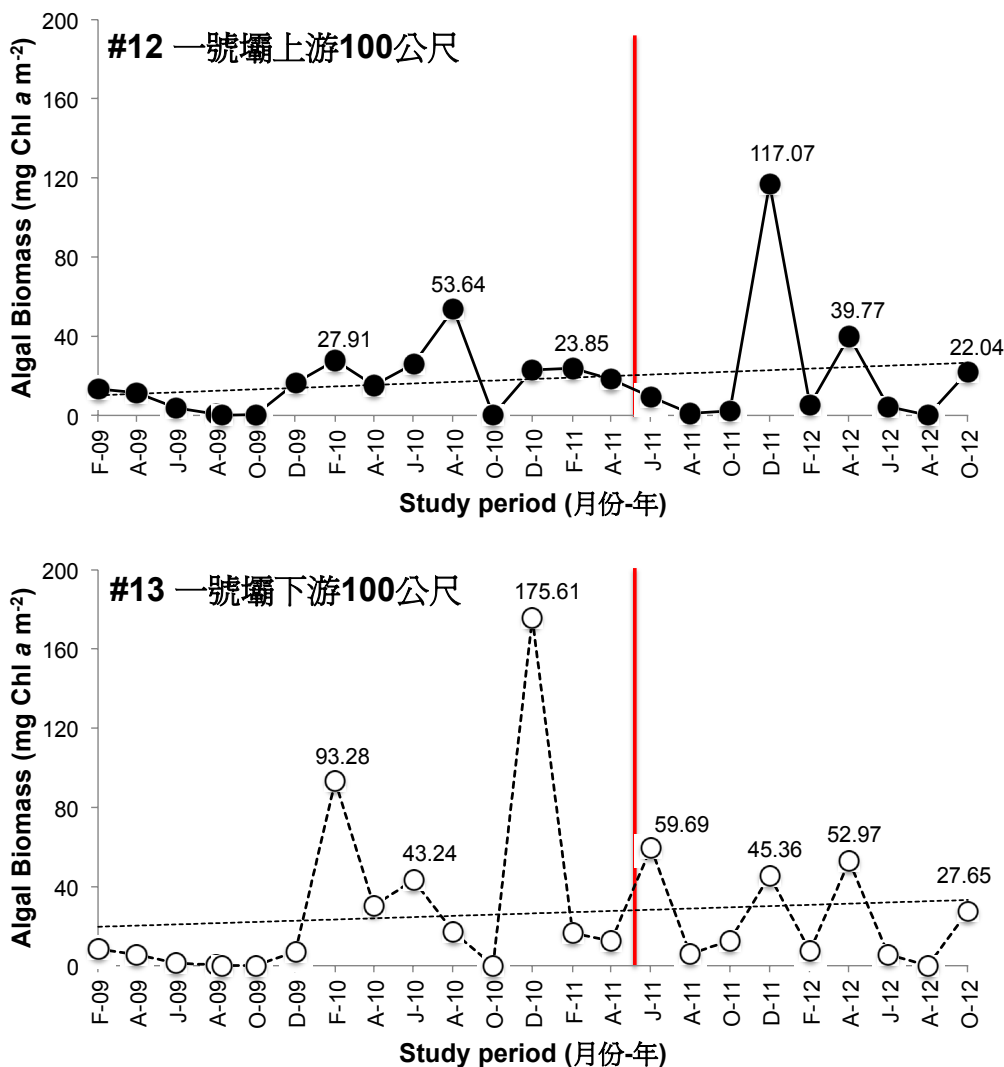 #12 一號壩上游100公尺
Algal Biomass (mg Chl a m-2)
200
160
120
80
40
0
27.91
53.64
23.85
117.07
39.77
22.04
F-09
A-09
J-09
A-09
O-09
D-09
F-10
A-10
J-10
A-10
O-10
D-10
F-11
A-11
J-11
A-11
O-11
D-11
F-12
A-12
J-12
A-12
O-12
Study period (月份-年)
#13 一號壩下游100公尺
Algal Biomass (mg Chl a m-2)
200
160
120
80
40
0
93.28
43.24
175.61
59.69
45.36
52.97
27.65
F-09
A-09
J-09
A-09
O-09
D-09
F-10
A-10
J-10
A-10
O-10
D-10
F-11
A-11
J-11
A-11
O-11
D-11
F-12
A-12
J-12
A-12
O-12
Study period (月份-年)